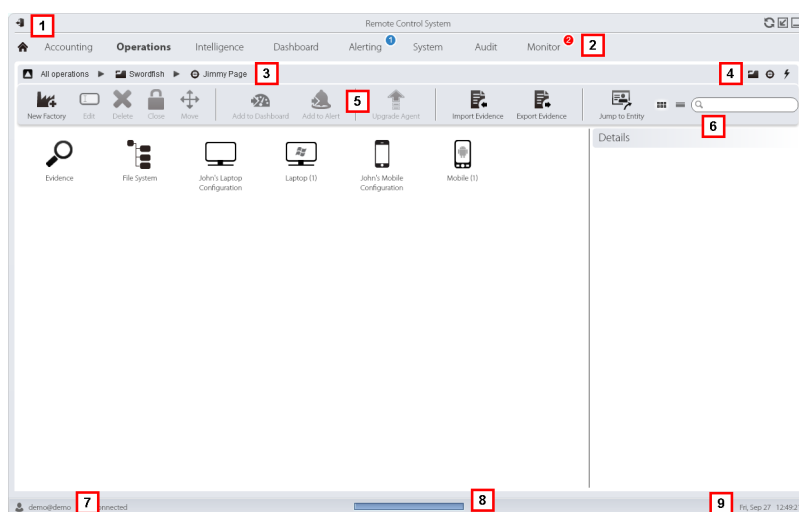 Remote Control System
1
Accounting Operations Intelligence Dashboard Alerting 1 System Audit Monitor 2 2
All operations Swordfish Jimmy Page 3 4
New Factory Edit Delete Close Move Add to Dashboard Add to Alert 5 Upgrade Agent Import Evidence Export Evidence Jump to Entity
6
Details
Evidence File System John's Laptop Configuration Laptop (1) John's Mobile Configuration Mobile (1)
demo@demo 7 connected 8 9 Fri, Sep 27 12:49:2